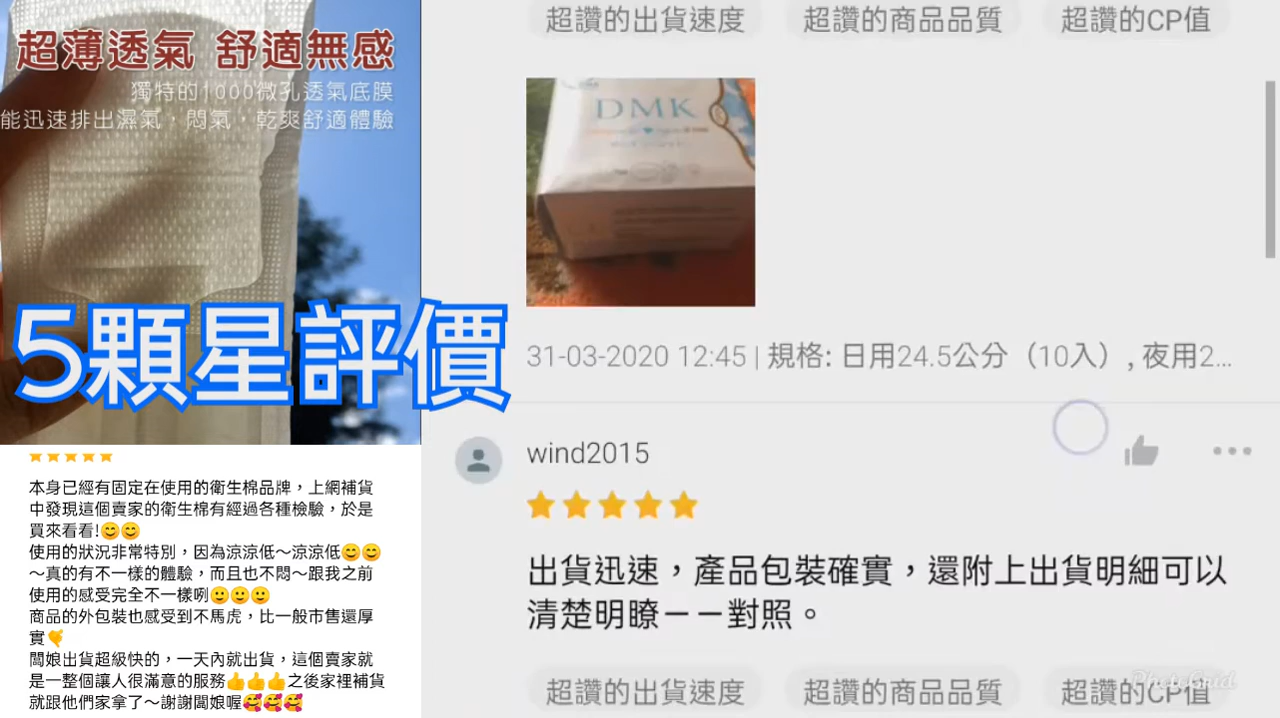 超薄透氣 舒適無感
獨特的1000微孔透氣底膜
能迅速排出濕氣，悶氣，乾爽舒適體驗
5顆星評價
本身已經有固定在使用的衛生棉品牌，上網補貨
中發現這個賣家的衛生棉有經過各種檢驗，於是
買來看看!😊😊
使用的狀況非常特別，因為涼涼低～涼涼低😊😊
～真的有不一樣的體驗，而且也不悶～跟我之前
使用的感受完全不一樣咧🙂🙂🙂
商品的外包裝也感受到不馬虎，比一般市售還厚
實
闆娘出貨超級快的，一天內就出貨，這個賣家就
是一整個讓人很滿意的服務👍👍👍之後家裡補貨
就跟他們家拿了～謝謝闆娘喔🥰🥰🥰
超讚的出貨速度 超讚的商品品質 超讚的CP值
DMK
31-03-2020 12:45 | 規格: 日用24.5公分（10入）, 夜用2...
wind2015
出貨迅速，產品包裝確實，還附上出貨明細可以
清楚明瞭ーー對照。
超讚的出貨速度 超讚的商品品質 超讚的CP值
PhotoGrid